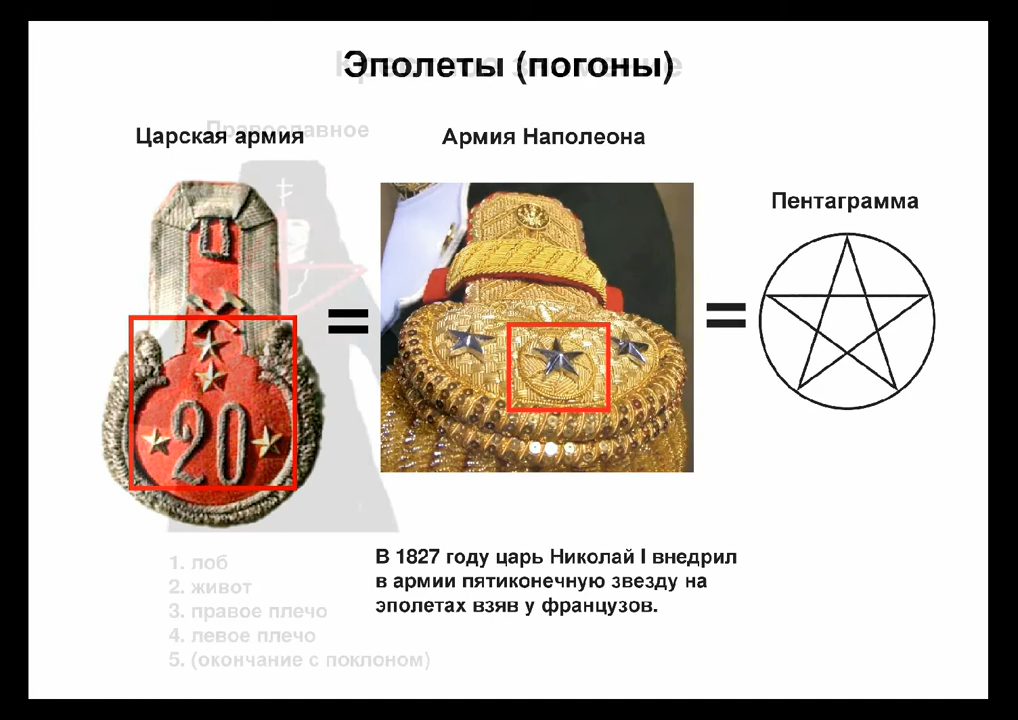 Эполеты (погоны)
Православное
Царская армия
Армия Наполеона
Пентаграмма
20
=
=
В 1827 году царь Николай I внедрил
в армии пятиконечную звезду на
эполетах взяв у французов.
1. лоб
2. живот
3. правое плечо
4. левое плечо
5. (окончание с поклоном)